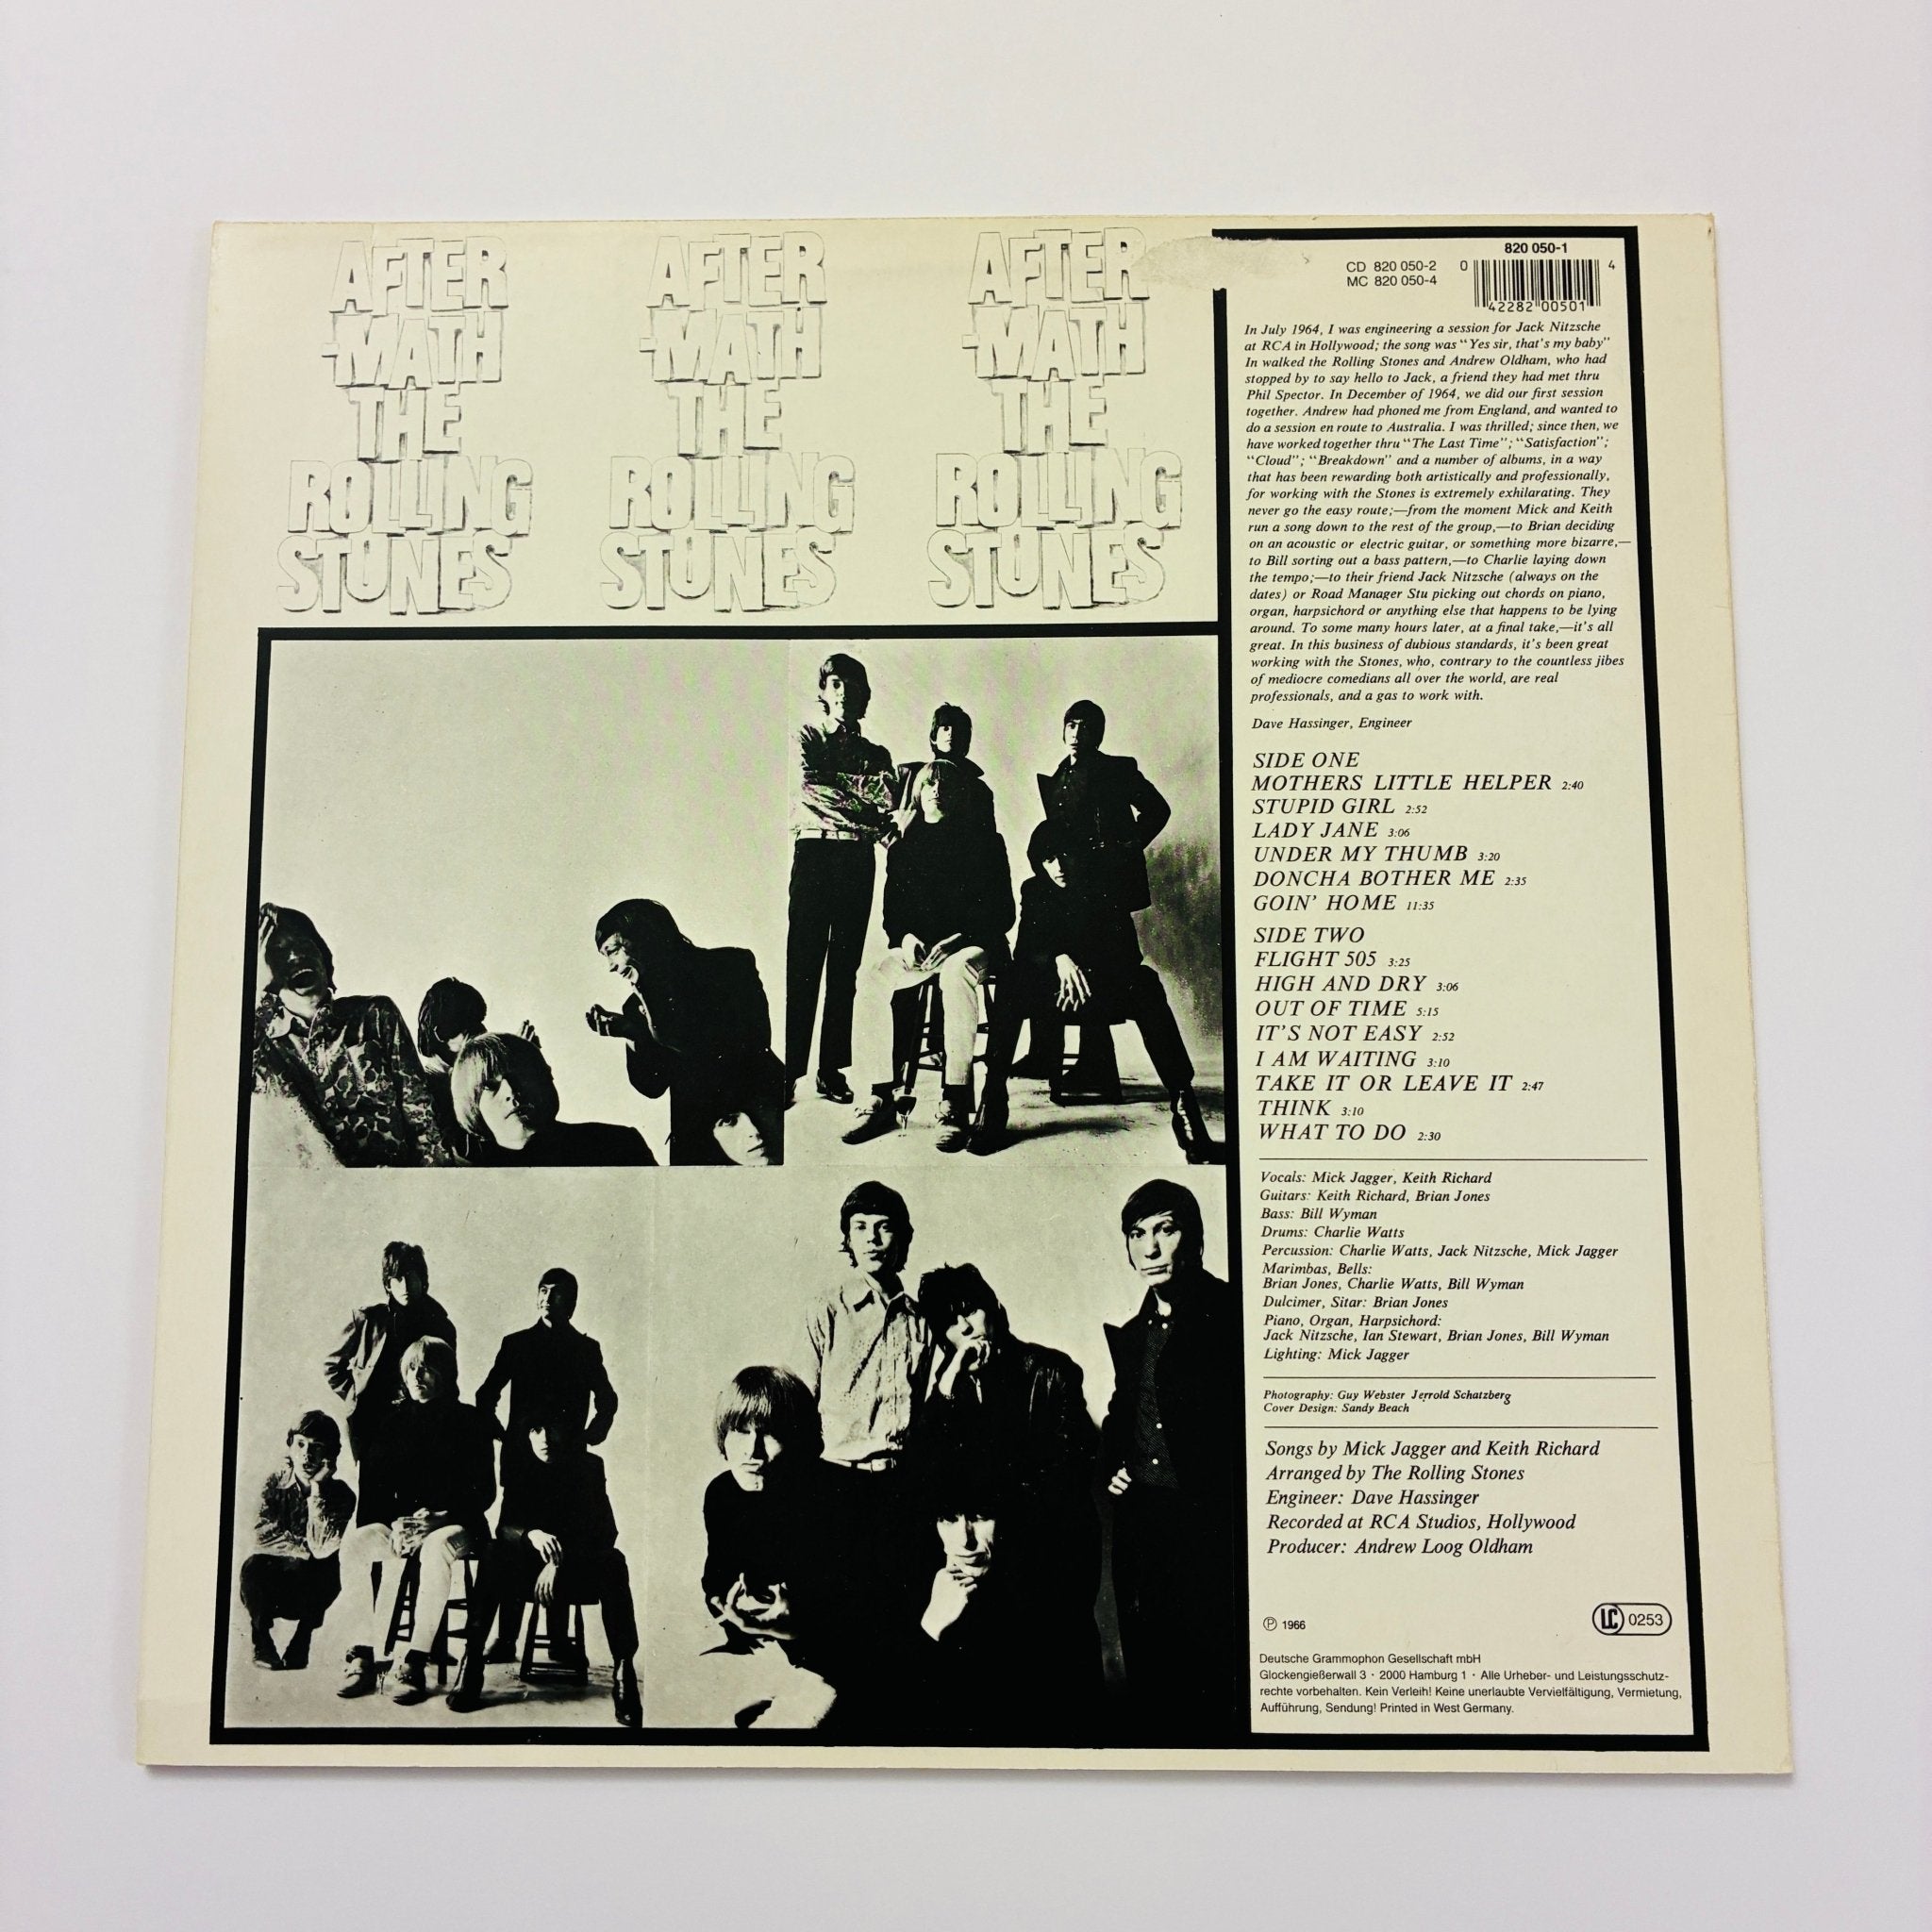 AFTER
-MATH
THE
ROLLING
STONES
AFTER
-MATH
THE
ROLLING
STONES
AFTER
-MATH
THE
ROLLING
STONES
820 050-1
CD 820 050-2
MC 820 050-4
0 42282 00501 4
In July 1964, I was engineering a session for Jack Nitzsche
at RCA in Hollywood; the song was “Yes sir, that’s my baby”
In walked the Rolling Stones and Andrew Oldham, who had
stopped by to say hello to Jack, a friend they had met thru
Phil Spector. In December of 1964, we did our first session
together. Andrew had phoned me from England, and wanted to
do a session en route to Australia. I was thrilled; since then, we
have worked together thru “The Last Time”; “Satisfaction”;
“Cloud”; “Breakdown” and a number of albums, in a way
that has been rewarding both artistically and professionally,
for working with the Stones is extremely exhilarating. They
never go the easy route;—from the moment Mick and Keith
run a song down to the rest of the group,—to Brian deciding
on an acoustic or electric guitar, or something more bizarre,—
to Bill sorting out a bass pattern,—to Charlie laying down
the tempo;—to their friend Jack Nitzsche (always on the
dates) or Road Manager Stu picking out chords on piano,
organ, harpsichord or anything else that happens to be lying
around. To some many hours later, at a final take,—it’s all
great. In this business of dubious standards, it’s been great
working with the Stones, who, contrary to the countless jibes
of mediocre comedians all over the world, are real
professionals, and a gas to work with.
Dave Hassinger, Engineer
SIDE ONE
MOTHERS LITTLE HELPER 2:40
STUPID GIRL 2:52
LADY JANE 3:06
UNDER MY THUMB 3:20
DONCHA BOTHER ME 2:35
GOIN’ HOME 11:35
SIDE TWO
FLIGHT 505 3:25
HIGH AND DRY 3:06
OUT OF TIME 5:15
IT’S NOT EASY 2:52
I AM WAITING 3:10
TAKE IT OR LEAVE IT 2:47
THINK 3:10
WHAT TO DO 2:30
Vocals: Mick Jagger, Keith Richard
Guitars: Keith Richard, Brian Jones
Bass: Bill Wyman
Drums: Charlie Watts
Percussion: Charlie Watts, Jack Nitzsche, Mick Jagger
Marimbas, Bells:
Brian Jones, Charlie Watts, Bill Wyman
Dulcimer, Sitar: Brian Jones
Piano, Organ, Harpsichord:
Jack Nitzsche, Ian Stewart, Brian Jones, Bill Wyman
Lighting: Mick Jagger
Photography: Guy Webster Jerrold Schatzberg
Cover Design: Sandy Beach
Songs by Mick Jagger and Keith Richard
Arranged by The Rolling Stones
Engineer: Dave Hassinger
Recorded at RCA Studios, Hollywood
Producer: Andrew Loog Oldham
℗ 1966
LC 0253
Deutsche Grammophon Gesellschaft mbH
Glockengießerwall 3 · 2000 Hamburg 1 · Alle Urheber- und Leistungsschutz-
rechte vorbehalten. Kein Verleih! Keine unerlaubte Vervielfältigung, Vermietung,
Aufführung, Sendung! Printed in West Germany.